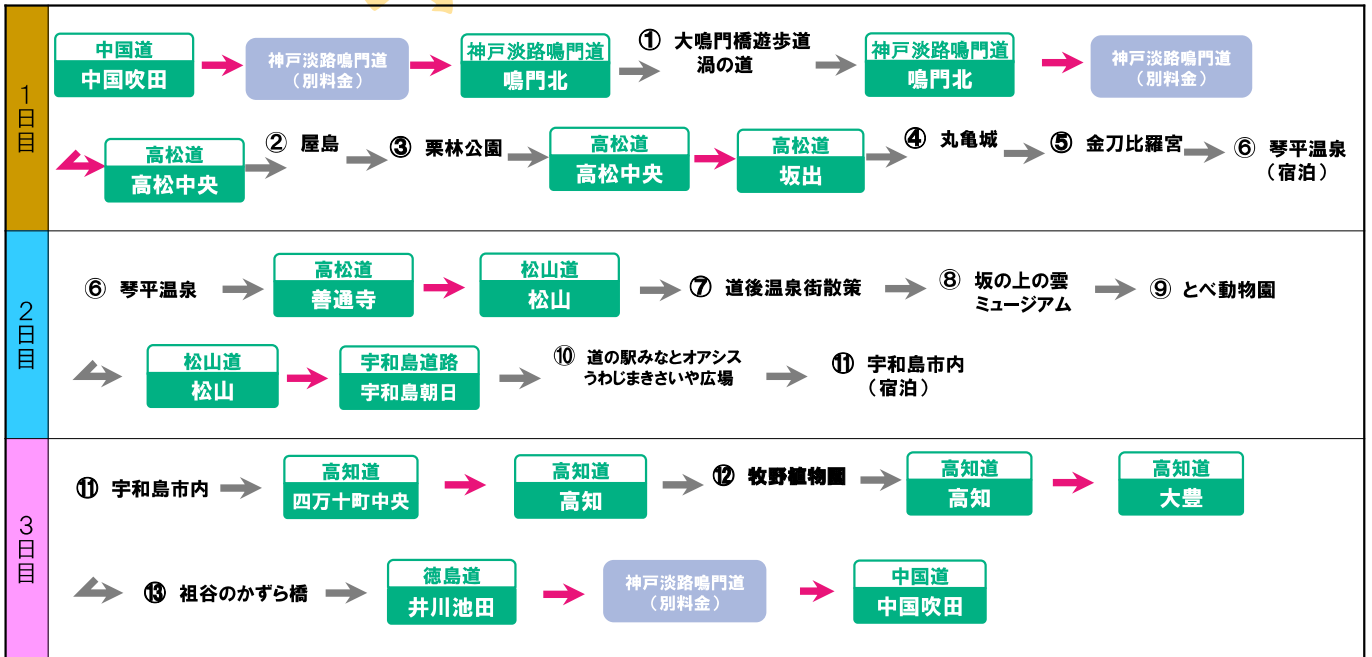 1日目
中国道
中国吹田
神戸淡路鳴門道
（別料金）
神戸淡路鳴門道
鳴門北
① 大鳴門橋遊歩道
渦の道
神戸淡路鳴門道
鳴門北
神戸淡路鳴門道
（別料金）
高松道
高松中央
② 屋島
③ 栗林公園
高松道
高松中央
高松道
坂出
④ 丸亀城
⑤ 金刀比羅宮
⑥ 琴平温泉
（宿泊）
2日目
⑥ 琴平温泉
高松道
善通寺
松山道
松山
⑦ 道後温泉街散策
⑧ 坂の上の雲
ミュージアム
⑨ とべ動物園
松山道
松山
宇和島道路
宇和島朝日
⑩ 道の駅みなとオアシス
うわじまきさいや広場
⑪ 宇和島市内
（宿泊）
3日目
⑪ 宇和島市内
高知道
四万十町中央
高知道
高知
⑫ 牧野植物園
高知道
高知
高知道
大豊
⑬ 祖谷のかずら橋
徳島道
井川池田
神戸淡路鳴門道
（別料金）
中国道
中国吹田